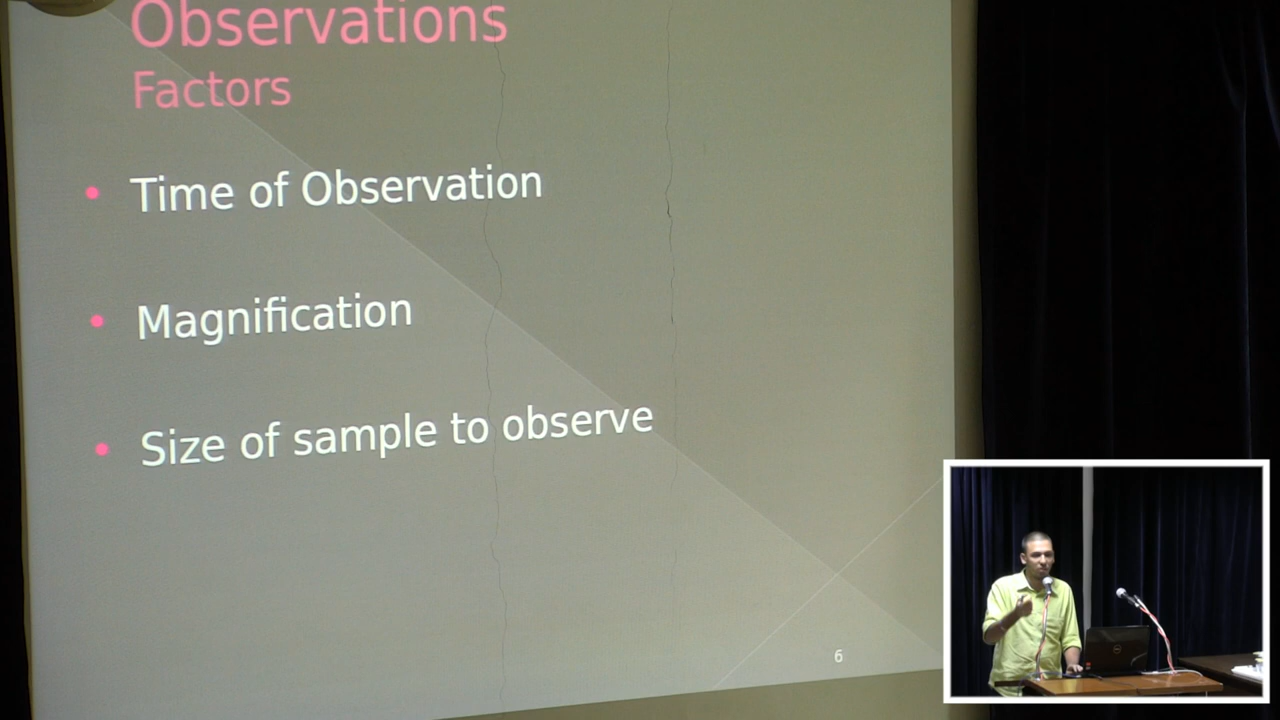 Observations
Factors
• Time of Observation
• Magnification
• Size of sample to observe
6